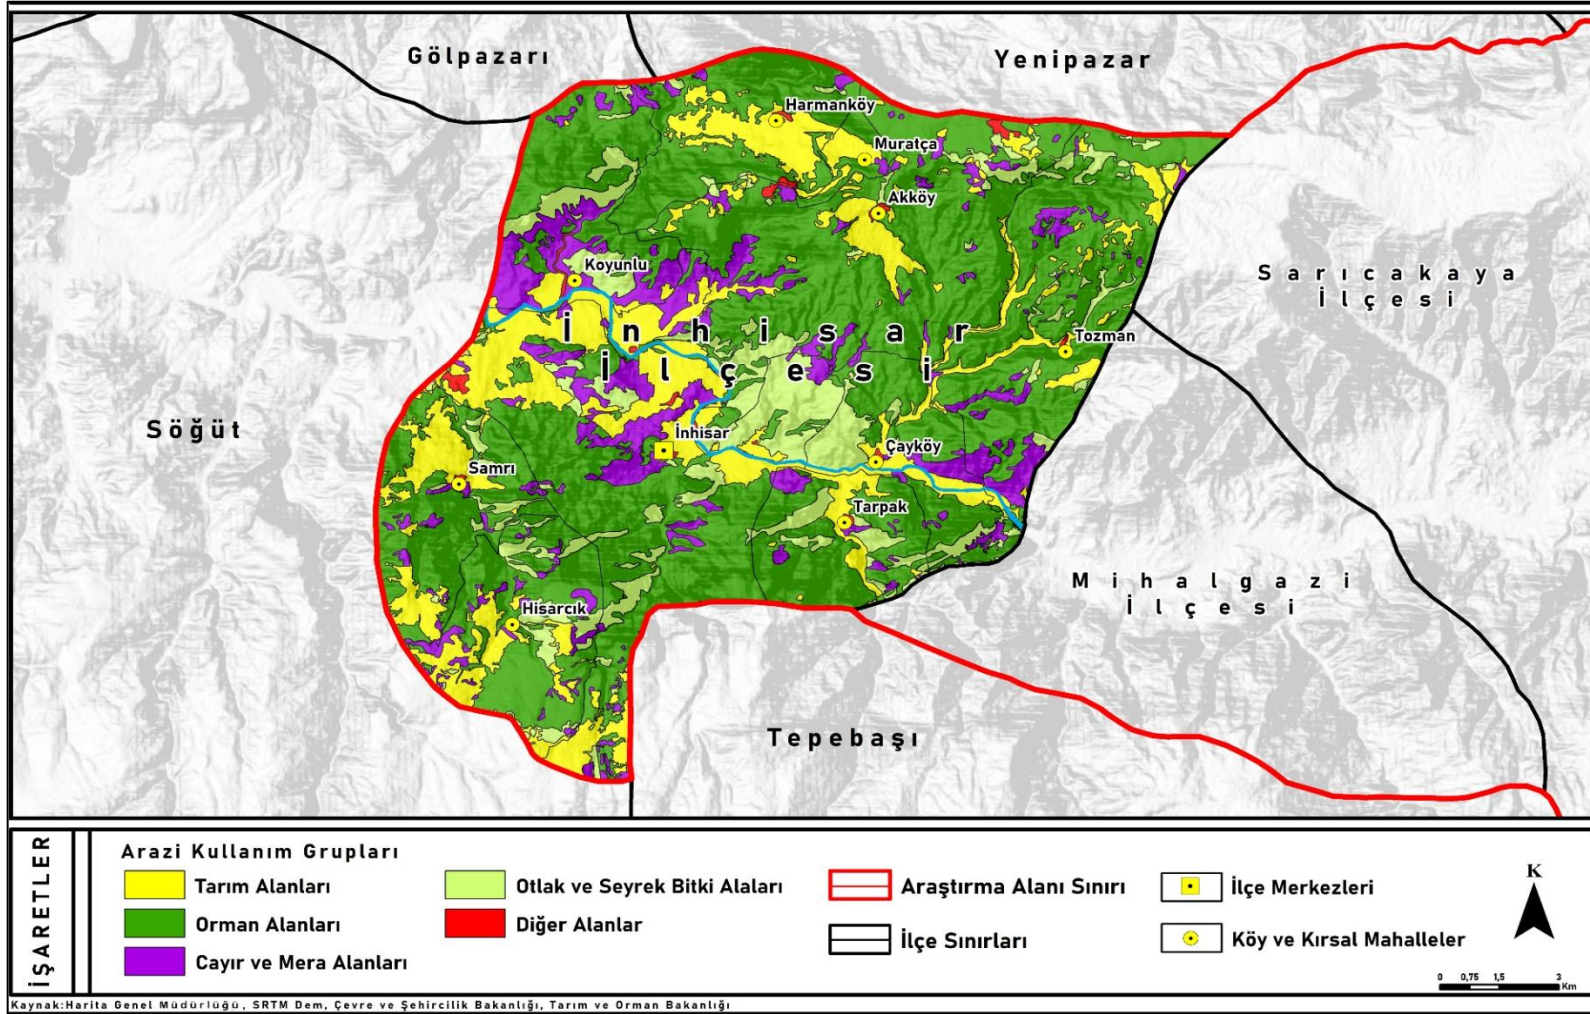 Gölpazarı
Yenipazar
Harmanköy
Muratça
Akköy
Koyunlu
Sarıcakaya
İlçesi
İnhisar
İlçesi
Tozman
Söğüt
İnhisar
Çayköy
Samrı
Tarpak
Mihalgazi
İlçesi
Hisarcık
Tepebaşı
İŞARETLER
Arazi Kullanım Grupları
Tarım Alanları
Orman Alanları
Cayır ve Mera Alanları
Otlak ve Seyrek Bitki Alaları
Diğer Alanlar
Araştırma Alanı Sınırı
İlçe Sınırları
İlçe Merkezleri
Köy ve Kırsal Mahalleler
K
0 0,75 1,5 3
Km
Kaynak:Harita Genel Müdürlüğü, SRTM Dem, Çevre ve Şehircilik Bakanlığı, Tarım ve Orman Bakanlığı